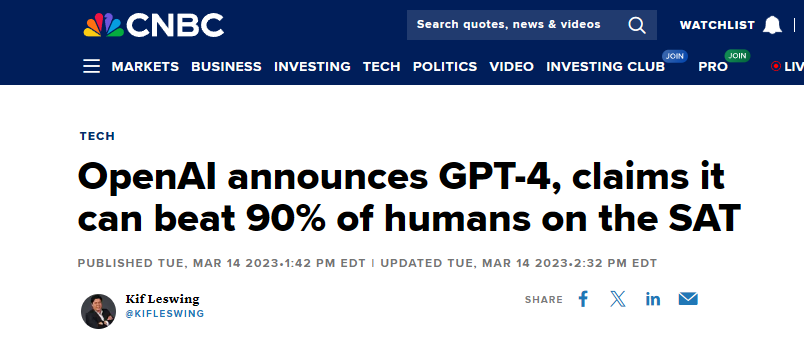 CNBC
Search quotes, news & videos
WATCHLIST
MARKETS BUSINESS INVESTING TECH POLITICS VIDEO INVESTING CLUB JOIN PRO JOIN LIV
TECH
OpenAI announces GPT-4, claims it
can beat 90% of humans on the SAT
PUBLISHED TUE, MAR 14 2023•1:42 PM EDT | UPDATED TUE, MAR 14 2023•2:32 PM EDT
Kif Leswing
@KIFLESWING
SHARE